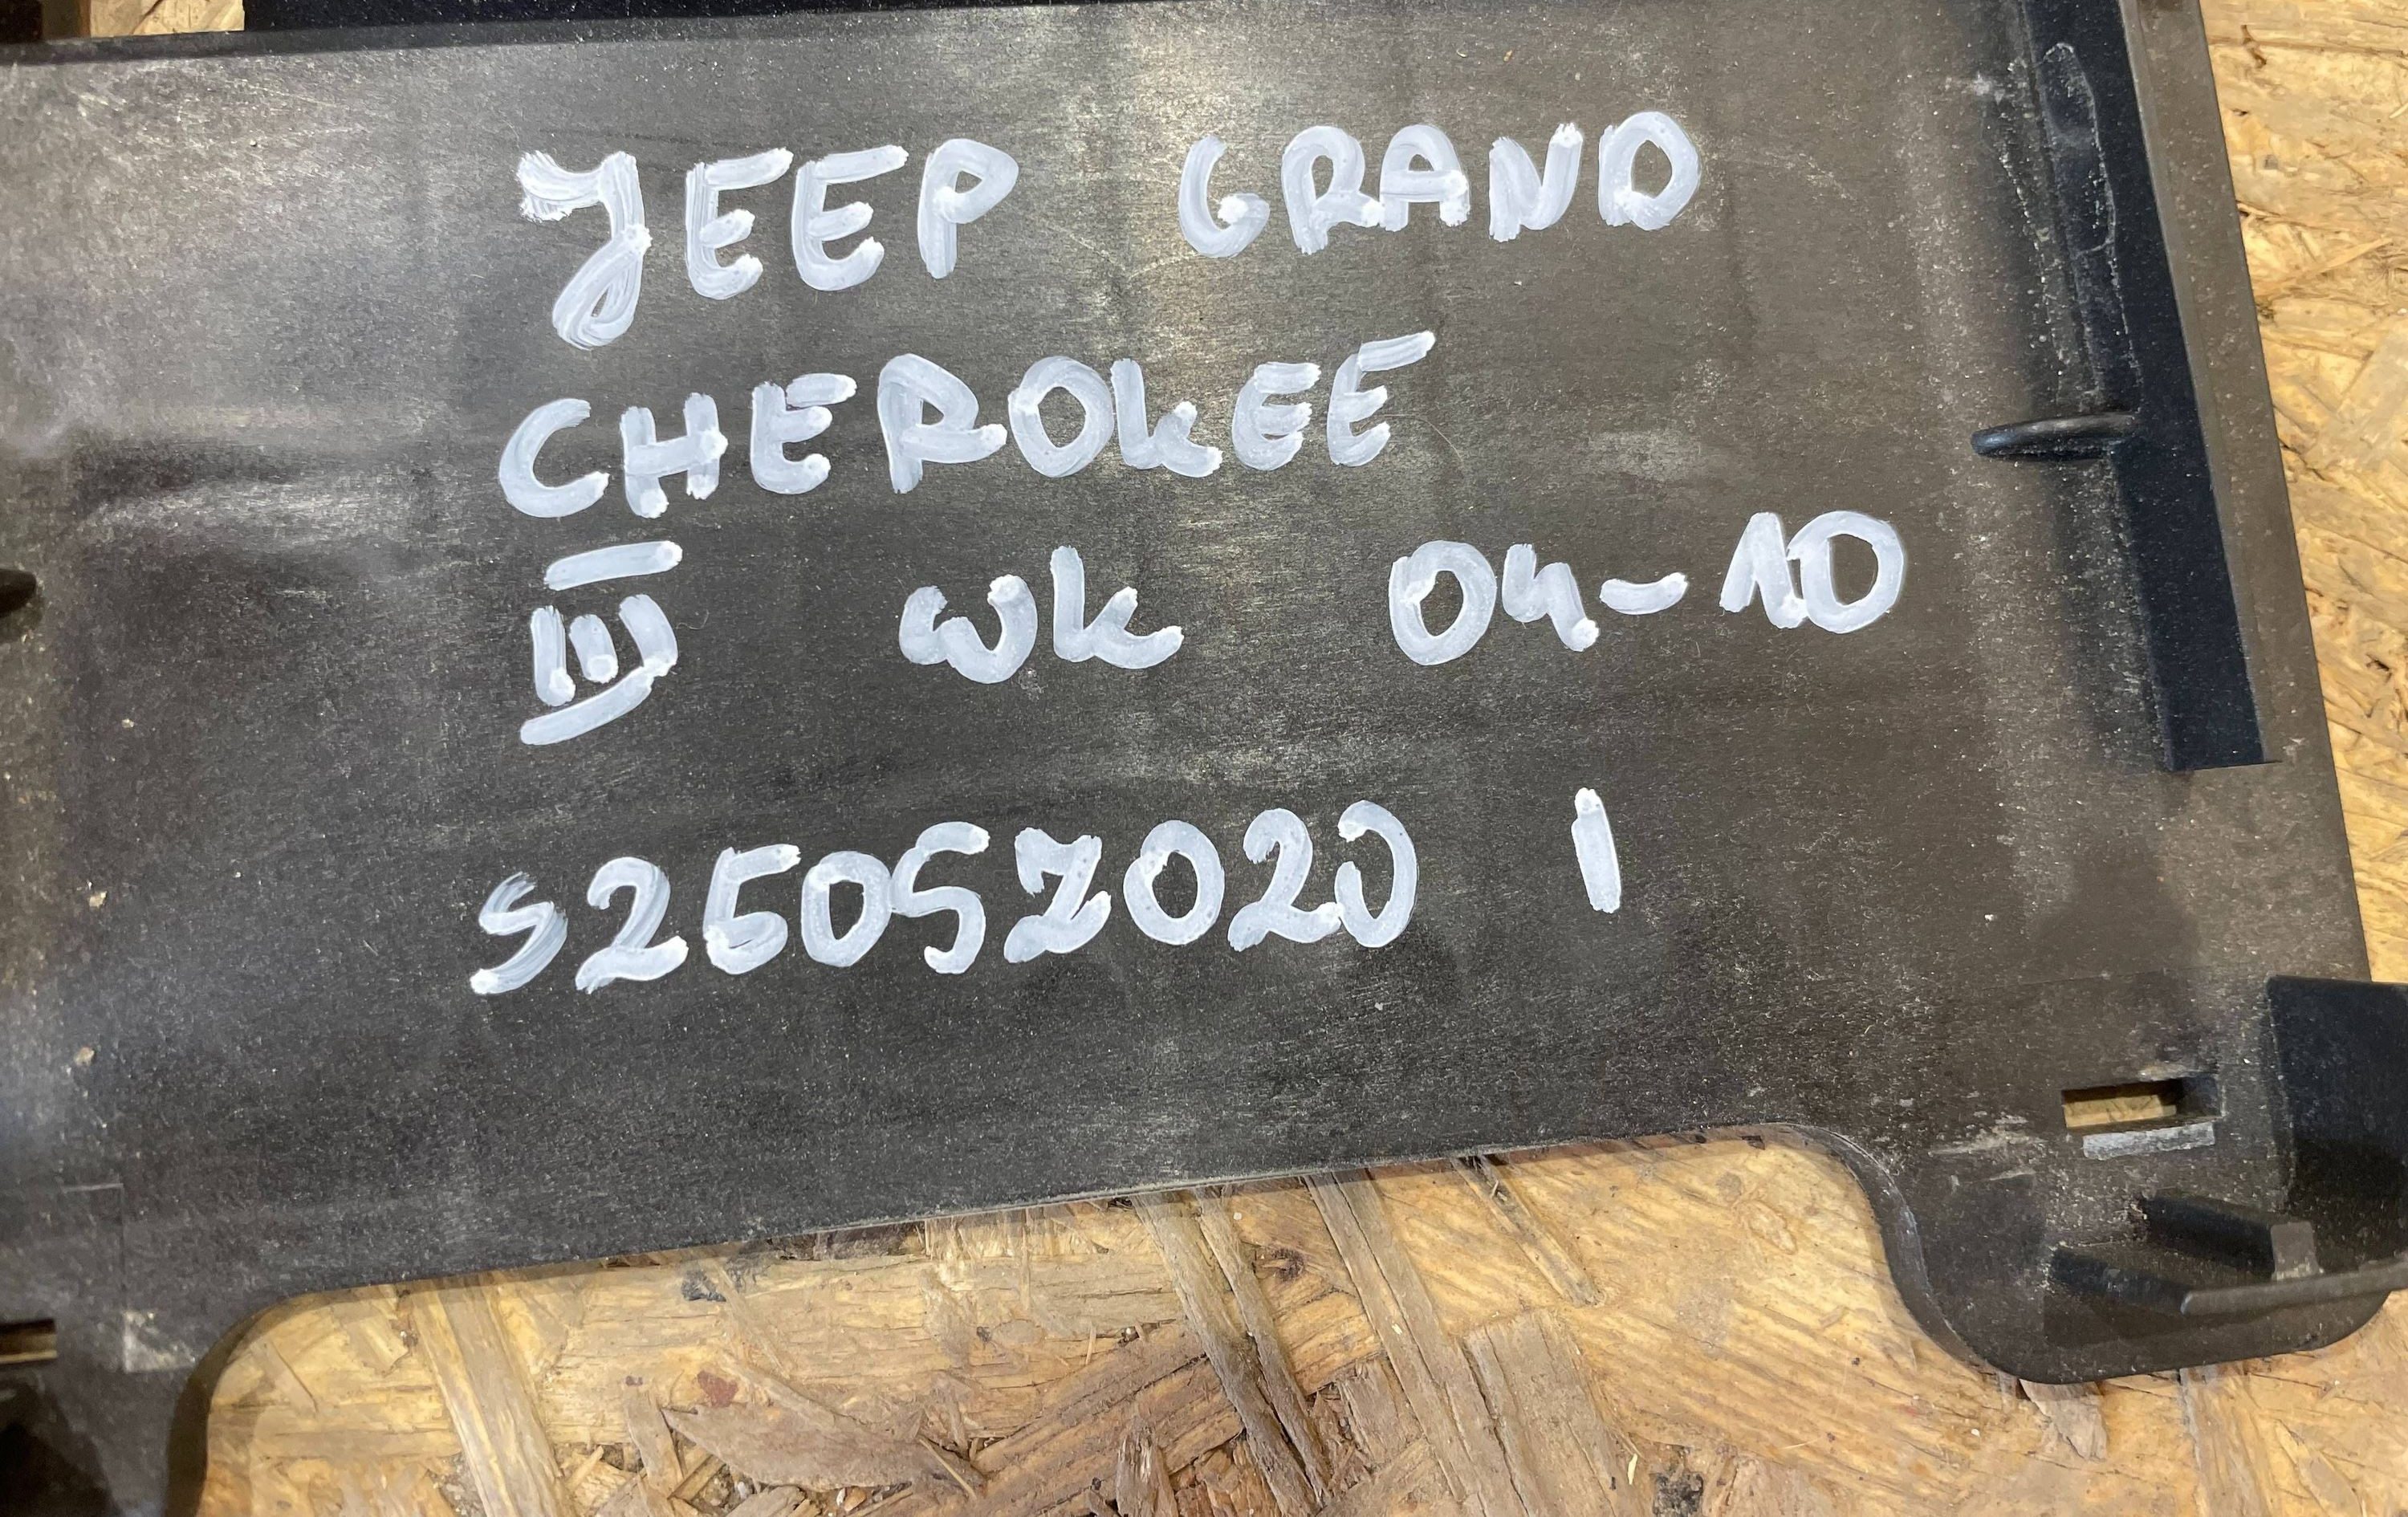 JEEP GRAND
CHEROKEE
III WK 04-10
S2505Z020 1